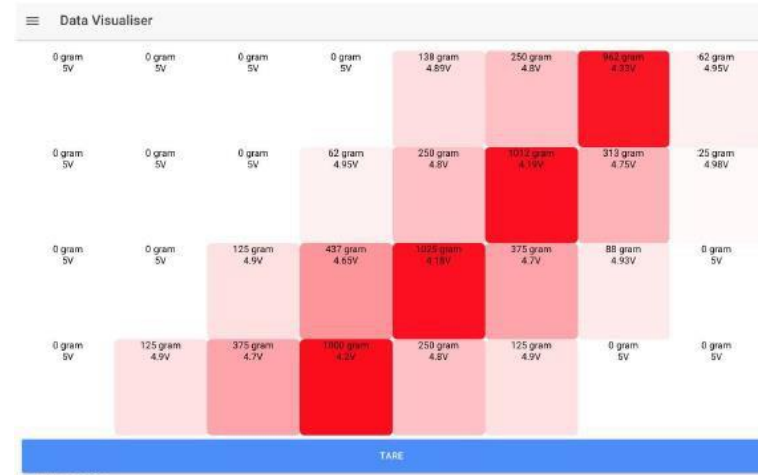 Data Visualiser
0 gram 0 gram 0 gram 0 gram 138 gram 250 gram 962 gram 62 gram
5V 5V 5V 5V 4.89V 4.8V 4.33V 4.95V
0 gram 0 gram 0 gram 62 gram 250 gram 1012 gram 313 gram 25 gram
5V 5V 5V 4.95V 4.8V 4.19V 4.75V 4.98V
0 gram 0 gram 125 gram 437 gram 1025 gram 375 gram 88 gram 0 gram
5V 5V 4.9V 4.65V 4.18V 4.7V 4.93V 5V
0 gram 125 gram 375 gram 1000 gram 250 gram 125 gram 0 gram 0 gram
5V 4.9V 4.7V 4.2V 4.8V 4.9V 5V 5V
TARE